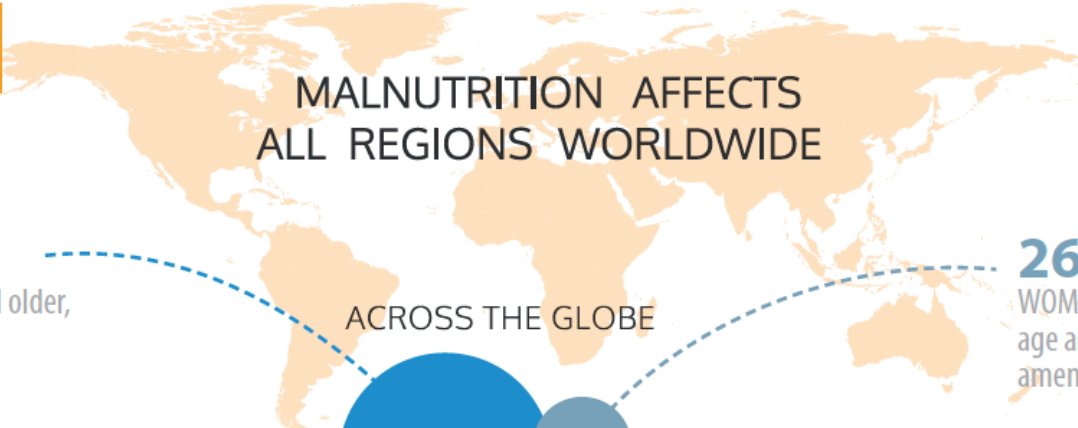 MALNUTRITION AFFECTS
ALL REGIONS WORLDWIDE
older,
ACROSS THE GLOBE
26
WOM
age a
amen